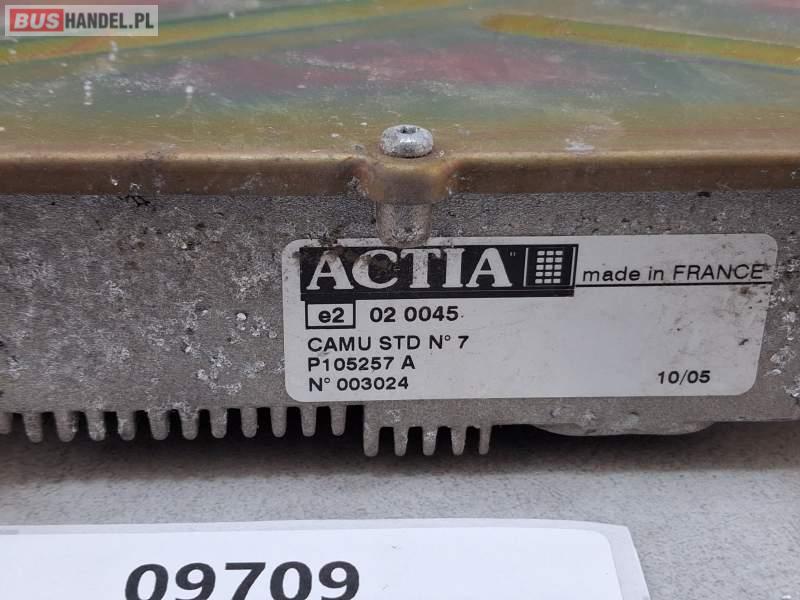 BUSHANDEL.PL
ACTIA" made in FRANCE
e2 02 0045
CAMU STD N° 7
P105257 A
N° 003024 10/05
09709